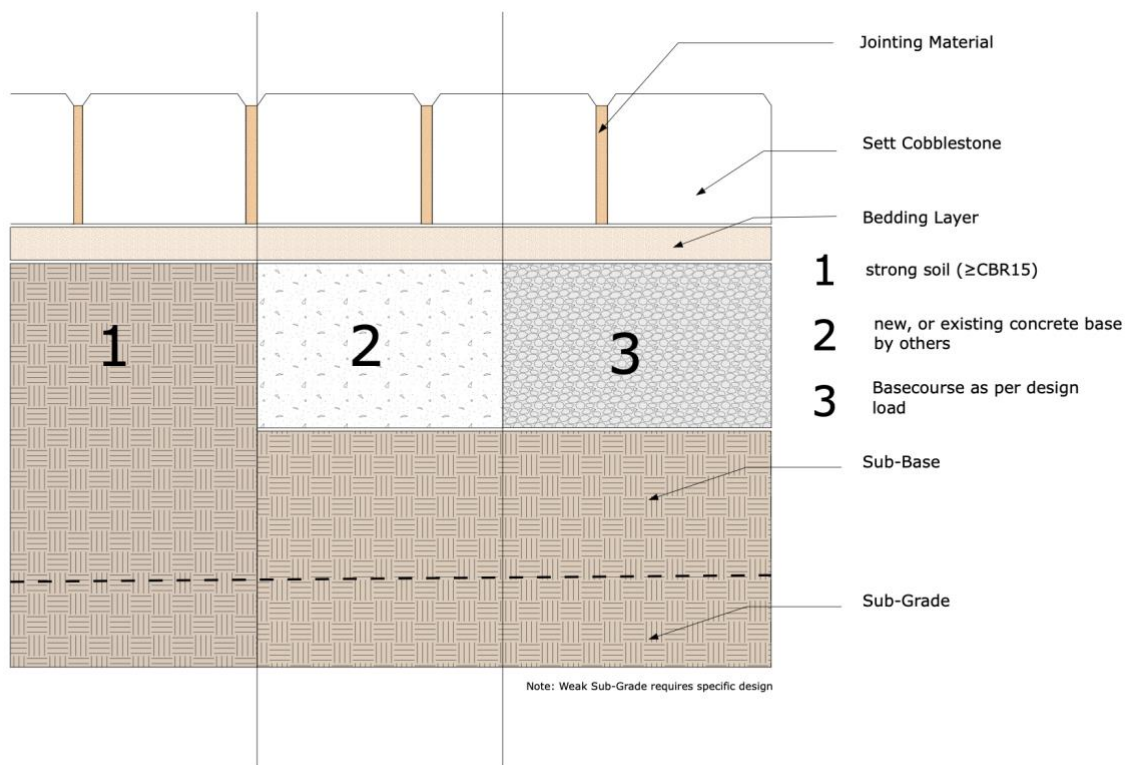 Jointing Material
Sett Cobblestone
Bedding Layer
1 strong soil (≥CBR15)
1
2
3
2 new, or existing concrete base
by others
3 Basecourse as per design
load
Sub-Base
Sub-Grade
Note: Weak Sub-Grade requires specific design